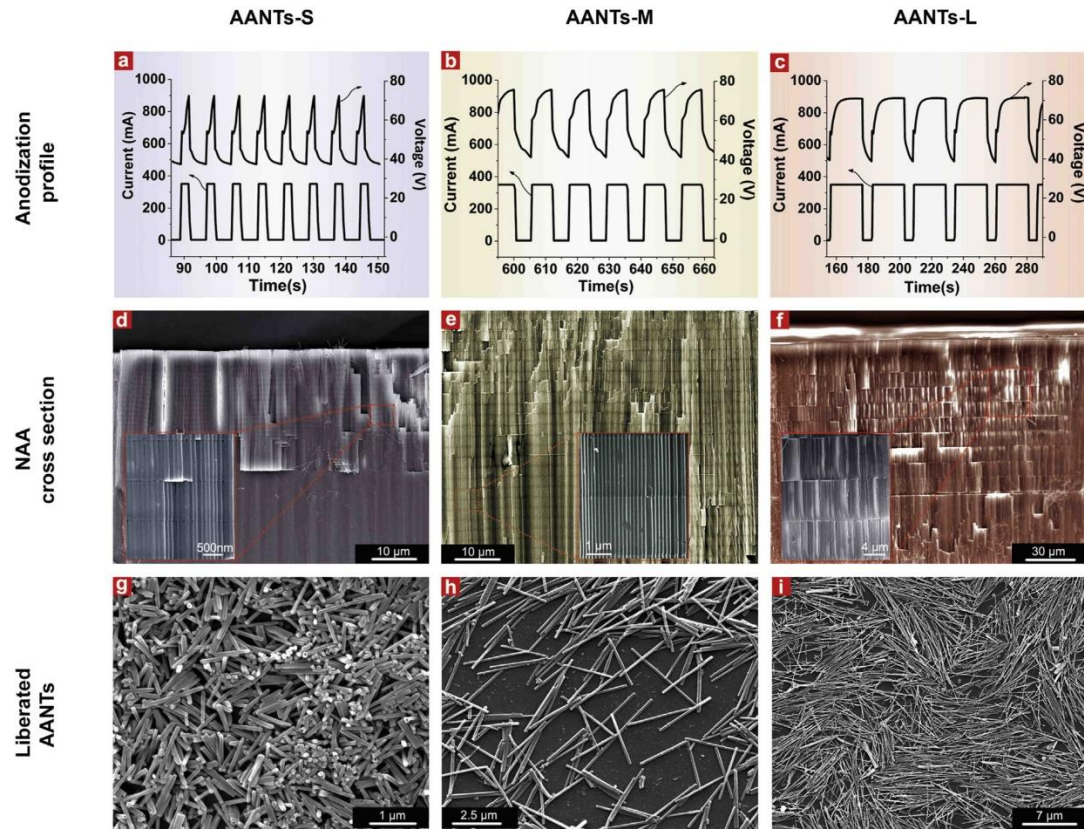 AANTs-S
AANTs-M
AANTs-L
Anodization
profile
a
1000
800
600
400
200
0
Current (mA)
80
60
40
20
0
Voltage (V)
90 100 110 120 130 140 150
Time(s)
b
1000
800
600
400
200
0
Current (mA)
80
60
40
20
0
Voltage (V)
600 610 620 630 640 650 660
Time(s)
c
1000
800
600
400
200
0
Current (mA)
80
60
40
20
0
Voltage (V)
160 180 200 220 240 260 280
Time(s)
NAA
cross section
d
500nm
10 µm
e
10 µm
1 µm
f
4 µm
30 µm
Liberated
AANTs
g
1 µm
h
2.5 µm
i
7 µm